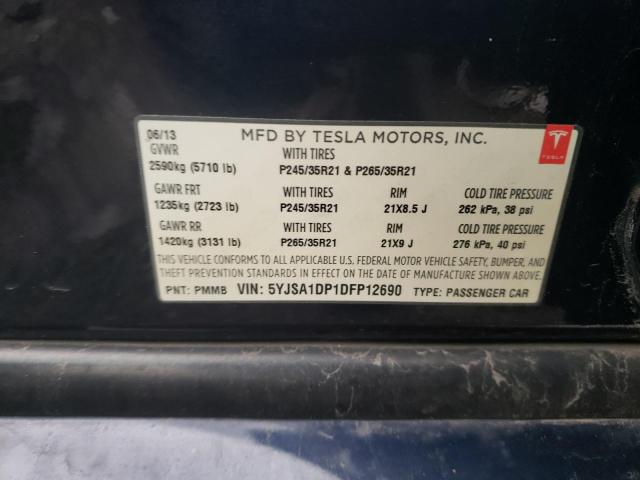 06/13 MFD BY TESLA MOTORS, INC.
GVWR WITH TIRES
2590kg (5710 lb) P245/35R21 & P265/35R21
TESLA
GAWR FRT WITH TIRES RIM COLD TIRE PRESSURE
1235kg (2723 lb) P245/35R21 21X8.5 J 262 kPa, 38 psi
GAWR RR WITH TIRES RIM COLD TIRE PRESSURE
1420kg (3131 lb) P265/35R21 21X9 J 276 kPa, 40 psi
THIS VEHICLE CONFORMS TO ALL APPLICABLE U.S. FEDERAL MOTOR VEHICLE SAFETY, BUMPER, AND
THEFT PREVENTION STANDARDS IN EFFECT ON THE DATE OF MANUFACTURE SHOWN ABOVE.
PNT: PMMB VIN: 5YJSA1DP1DFP12690 TYPE: PASSENGER CAR